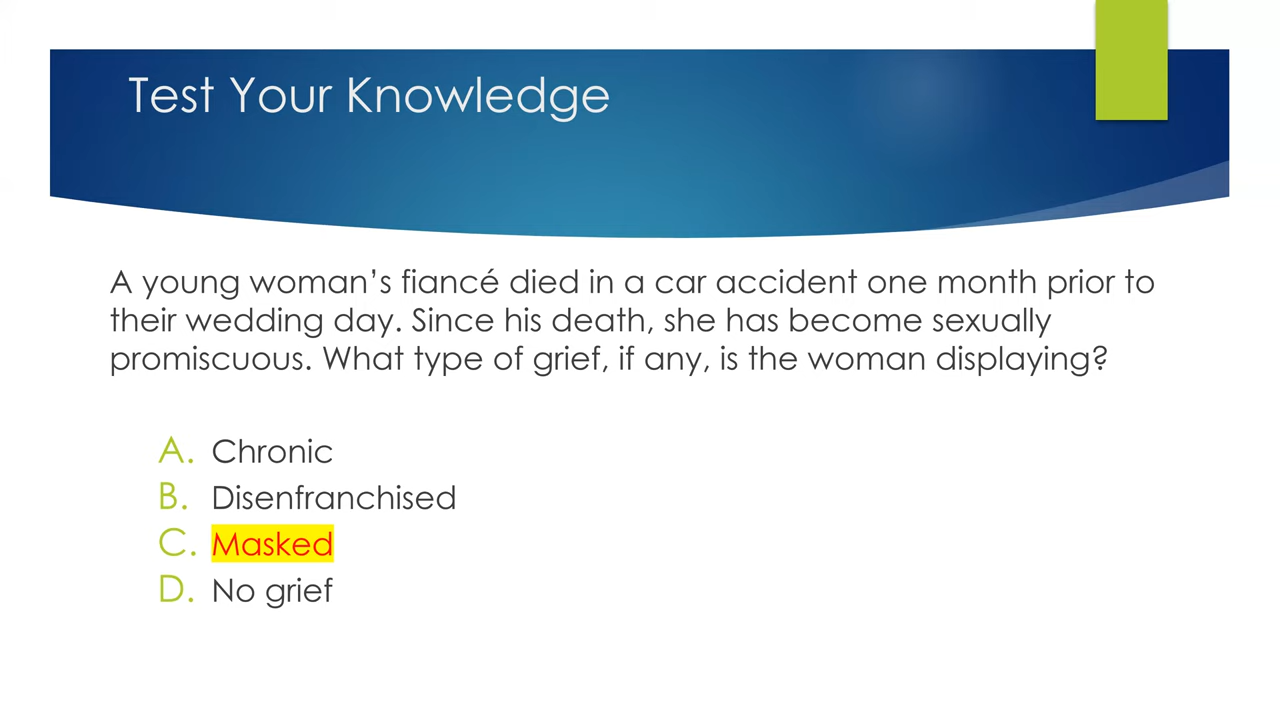 Test Your Knowledge
A young woman’s fiancé died in a car accident one month prior to
their wedding day. Since his death, she has become sexually
promiscuous. What type of grief, if any, is the woman displaying?
A. Chronic
B. Disenfranchised
C. Masked
D. No grief